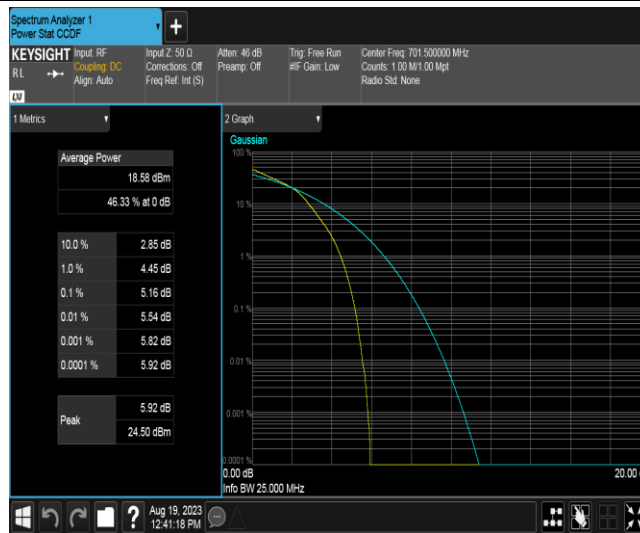 Spectrum Analyzer 1
Power Stat CCDF
+
KEYSIGHT
RL
LXI
Input: RF
Coupling: DC
Align: Auto
Input Z: 50 Ω
Corrections: Off
Freq Ref: Int (S)
Atten: 46 dB
Preamp: Off
Trig: Free Run
#IF Gain: Low
Center Freq: 701.500000 MHz
Counts: 1.00 M/1.00 Mpt
Radio Std: None
1 Metrics
Average Power
18.58 dBm
46.33 % at 0 dB
10.0 % 2.85 dB
1.0 % 4.45 dB
0.1 % 5.16 dB
0.01 % 5.54 dB
0.001 % 5.82 dB
0.0001 % 5.92 dB
Peak
5.92 dB
24.50 dBm
2 Graph
Gaussian
100 %
10 %
1 %
0.1 %
0.01 %
0.001 %
0.0001 %
0.00 dB
20.00
Info BW 25.000 MHz
?
Aug 19, 2023
12:41:18 PM